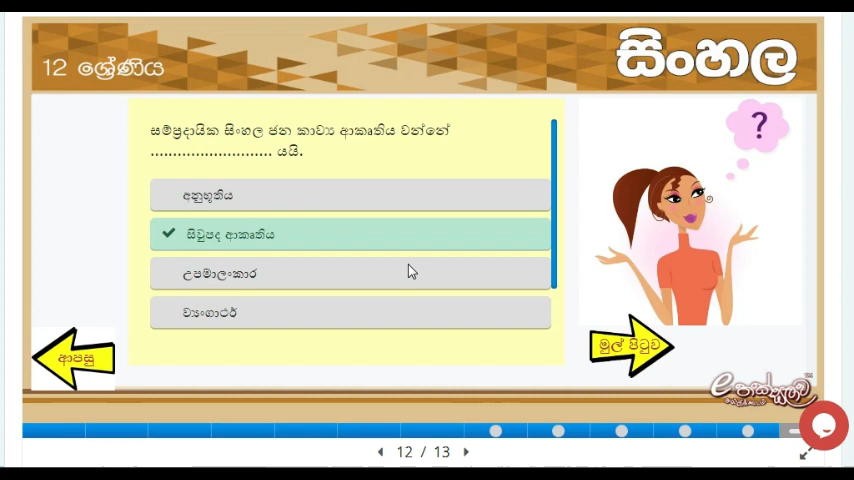 12 ශ්‍රේණිය
සිංහල
?
සම්ප්‍රදායික සිංහල ජන කාව්‍ය ආකෘතිය වන්නේ
........................... යයි.
අනුභූතිය
සිවුපද ආකෘතිය
උපමාලංකාර
ව්‍යංගාර්ථ
ආපසු
මුල් පිටුව
12 / 13